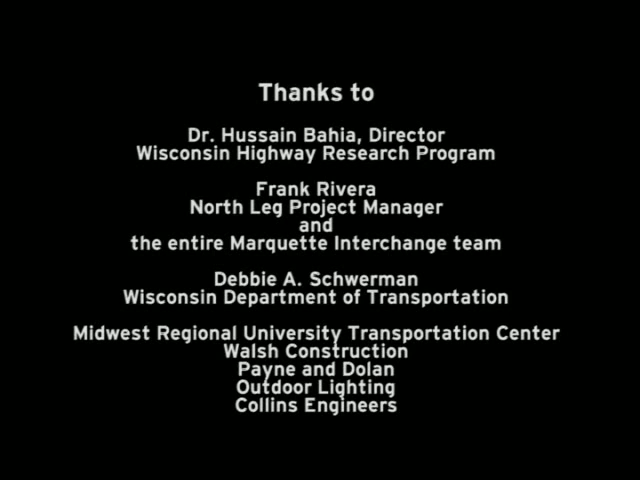 Thanks to
Dr. Hussain Bahia, Director
Wisconsin Highway Research Program
Frank Rivera
North Leg Project Manager
and
the entire Marquette Interchange team
Debbie A. Schwerman
Wisconsin Department of Transportation
Midwest Regional University Transportation Center
Walsh Construction
Payne and Dolan
Outdoor Lighting
Collins Engineers